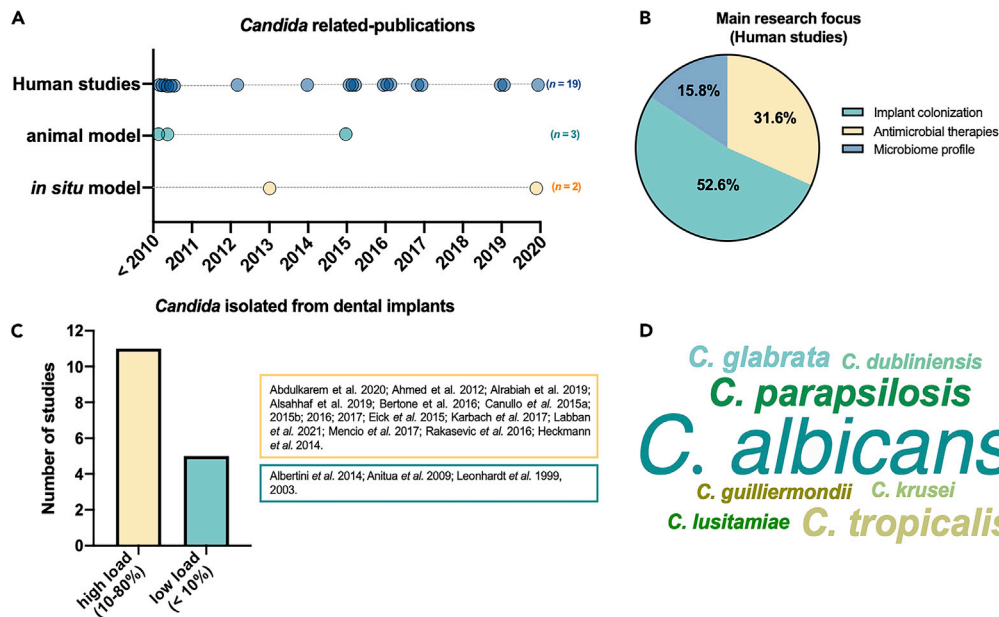 A
Candida related-publications
Human studies
(n = 19)
animal model
(n = 3)
in situ model
(n = 2)
< 2010
2011
2012
2013
2014
2015
2016
2017
2018
2019
2020
B
Main research focus
(Human studies)
15.8%
31.6%
52.6%
Implant colonization
Antimicrobial therapies
Microbiome profile
Candida isolated from dental implants
C
Number of studies
12
10
8
6
4
2
0
high load
(10-80%)
low load
(< 10%)
Abdulkarem et al. 2020; Ahmed et al. 2012; Alrabiah et al. 2019;
Alsahhaf et al. 2019; Bertone et al. 2016; Canullo et al. 2015a;
2015b; 2016; 2017; Eick et al. 2015; Karbach et al. 2017; Labban
et al. 2021; Mencio et al. 2017; Rakasevic et al. 2016; Heckmann
et al. 2014.
Albertini et al. 2014; Anitua et al. 2009; Leonhardt et al. 1999,
2003.
D
C. glabrata
C. dubliniensis
C. parapsilosis
C. albicans
C. guilliermondii
C. krusei
C. lusitamiae
C. tropicalis